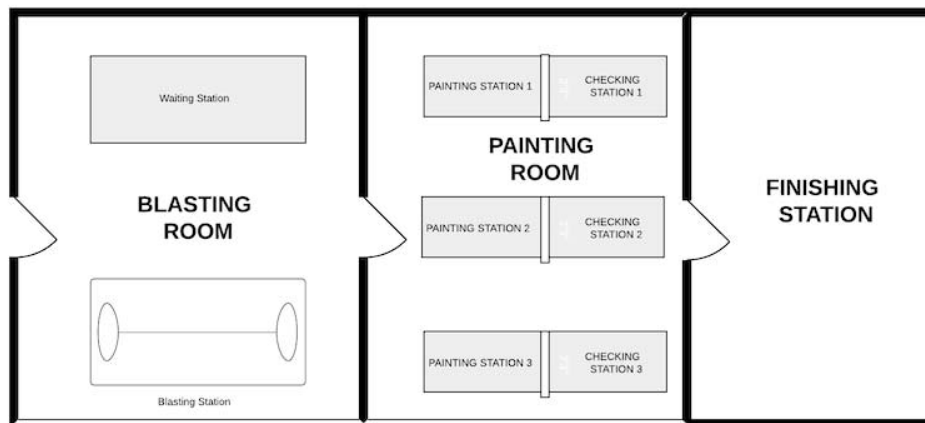 Waiting Station
BLASTING
ROOM
Blasting Station
PAINTING STATION 1
CHECKING
STATION 1
PAINTING
ROOM
PAINTING STATION 2
CHECKING
STATION 2
PAINTING STATION 3
CHECKING
STATION 3
FINISHING
STATION